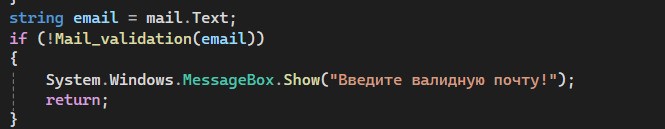 string email = mail.Text;
if (!Mail_validation(email))
{
System.Windows.MessageBox.Show("Введите валидную почту!");
return;
}